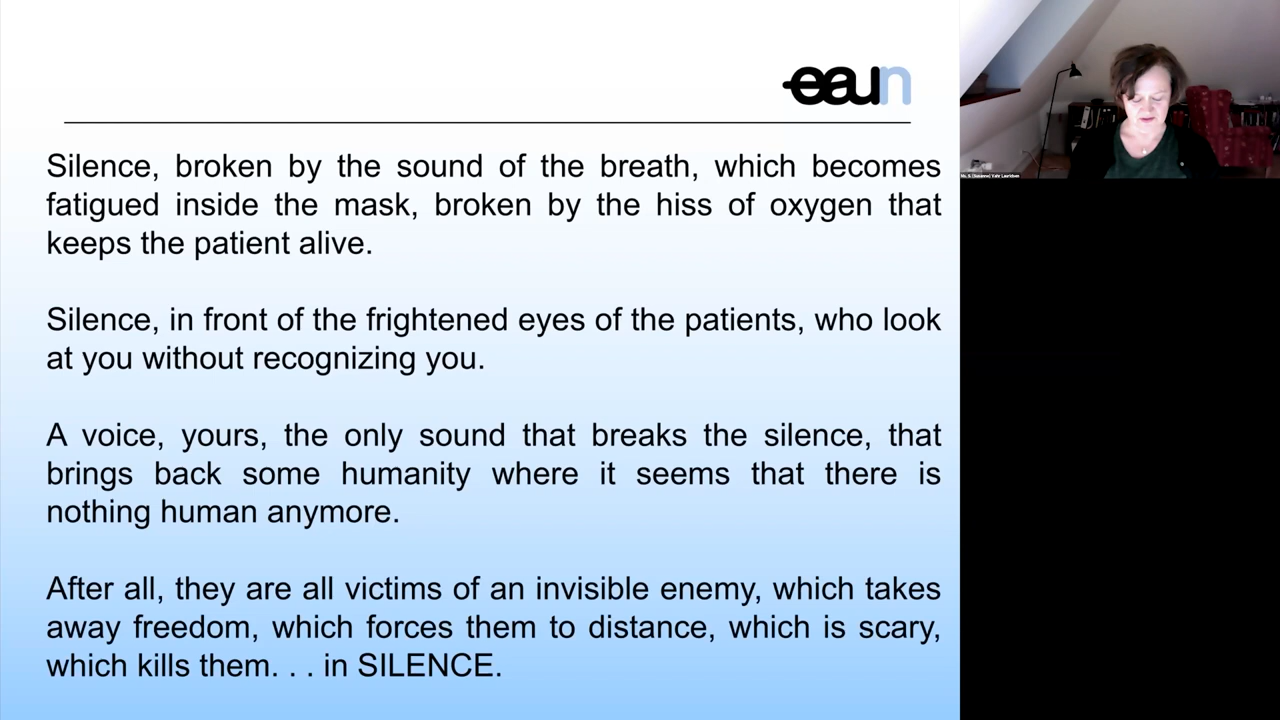 eaun
Silence, broken by the sound of the breath, which becomes
fatigued inside the mask, broken by the hiss of oxygen that
keeps the patient alive.
Silence, in front of the frightened eyes of the patients, who look
at you without recognizing you.
A voice, yours, the only sound that breaks the silence, that
brings back some humanity where it seems that there is
nothing human anymore.
After all, they are all victims of an invisible enemy, which takes
away freedom, which forces them to distance, which is scary,
which kills them. . . in SILENCE.
Ms. S. (Susanne) Vahr Lauridsen